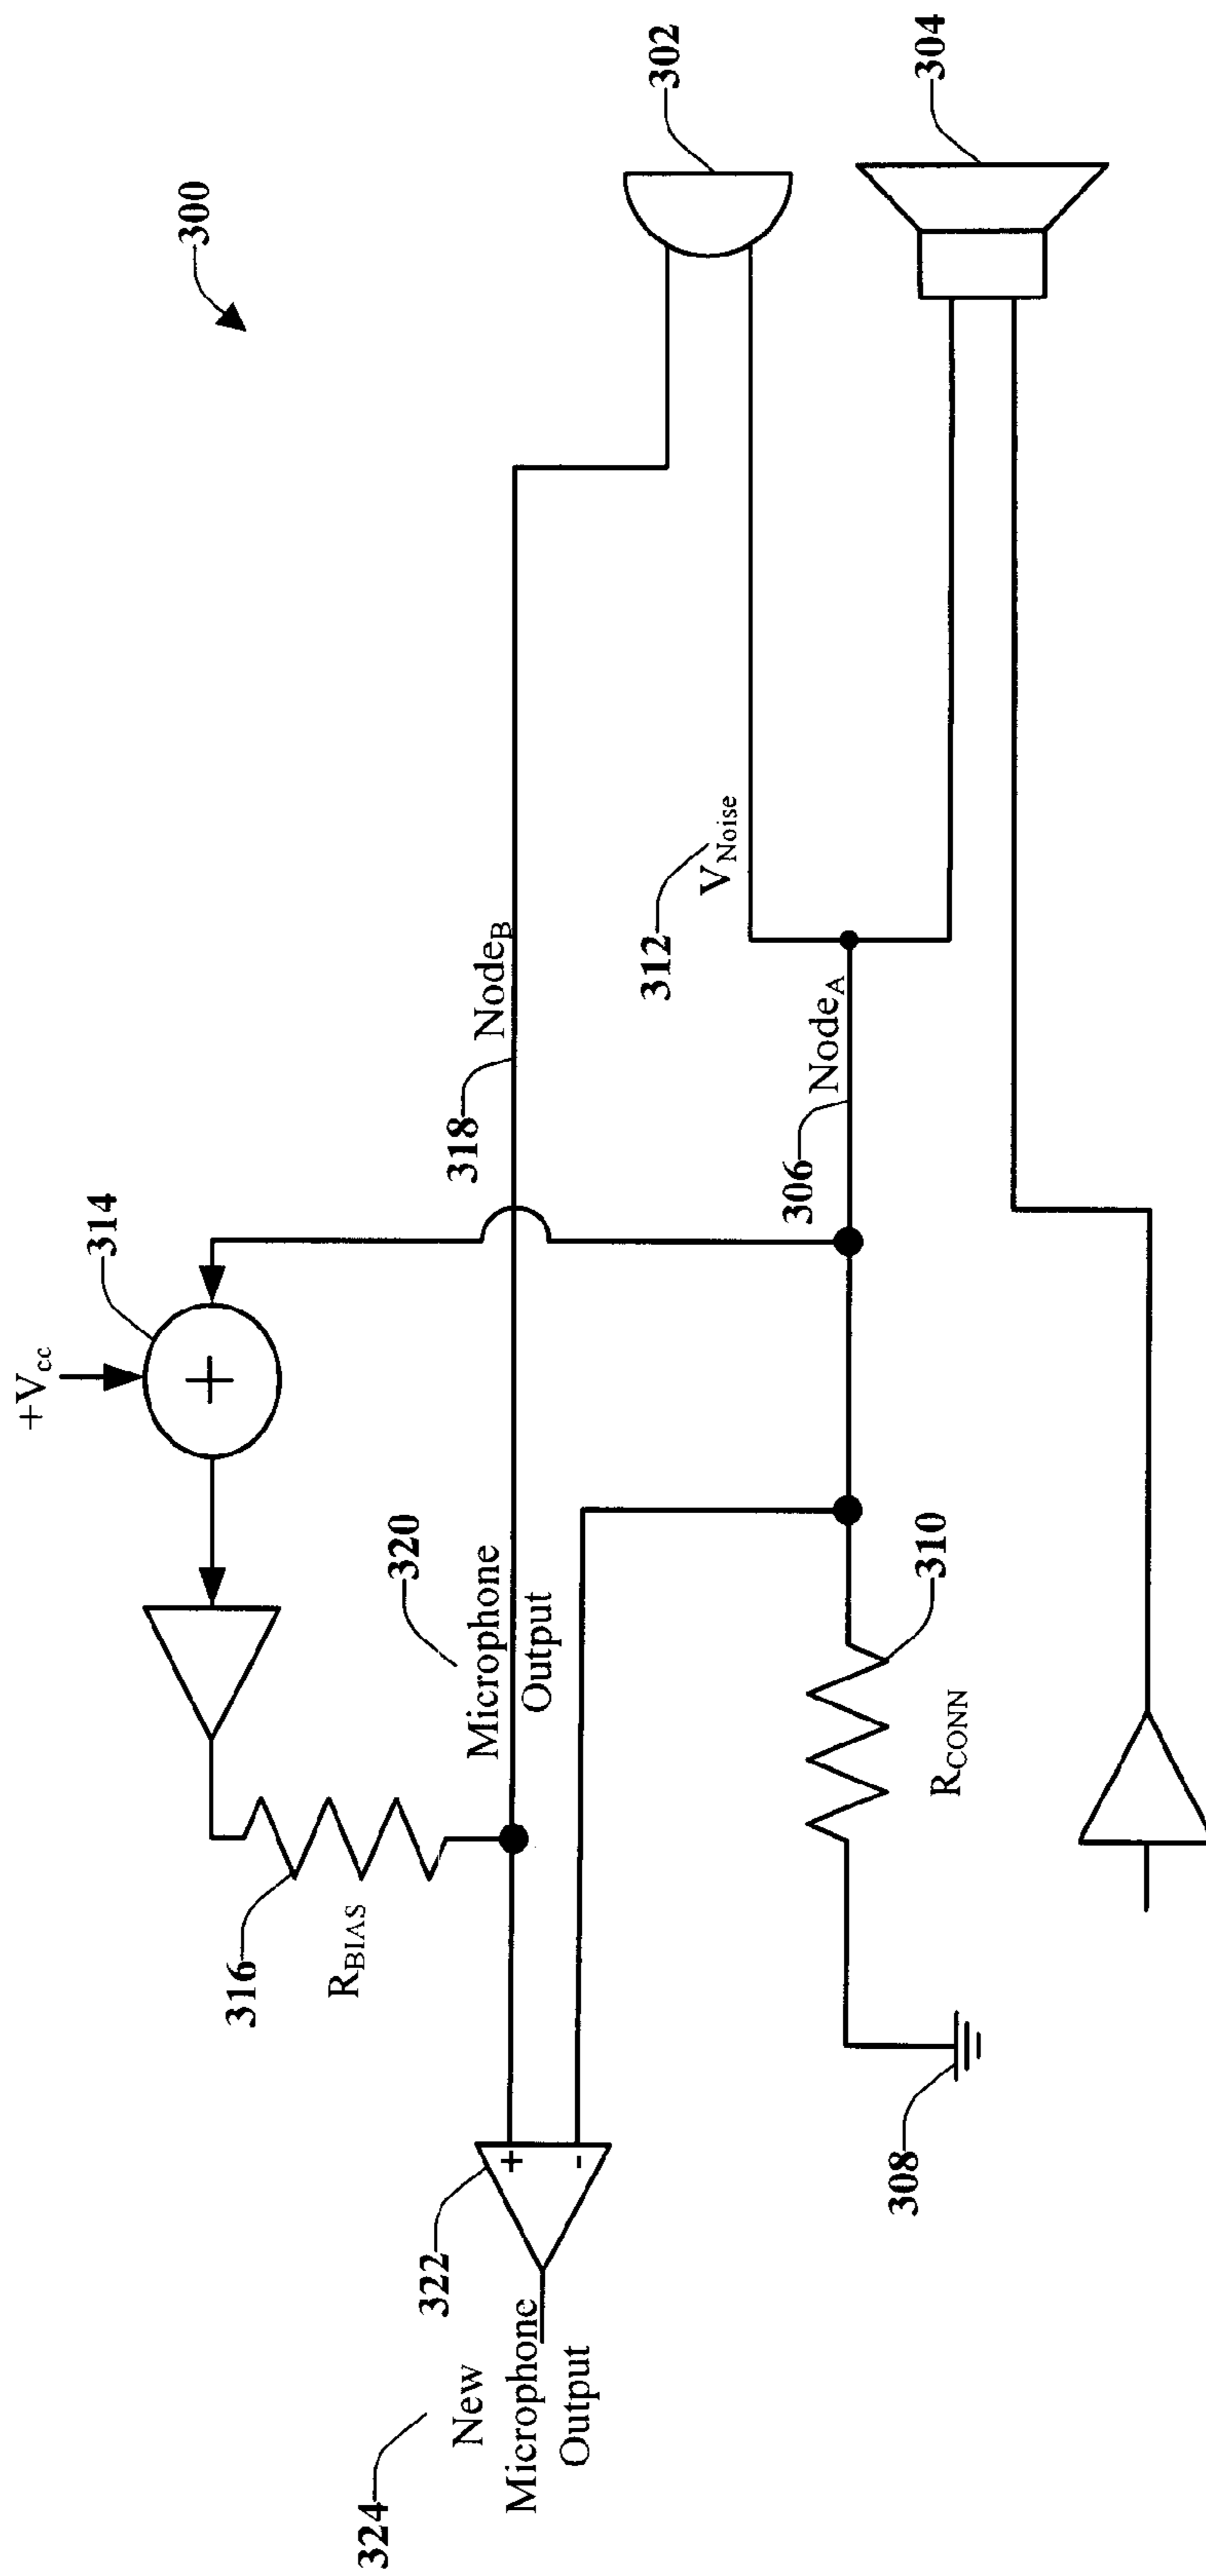 300
302
304
+Vcc
314
+
318
NodeB
312
VNoise
306
NodeA
320
Microphone
Output
316
RBIAS
310
RCONN
322
+
-
308
324
New
Microphone
Output